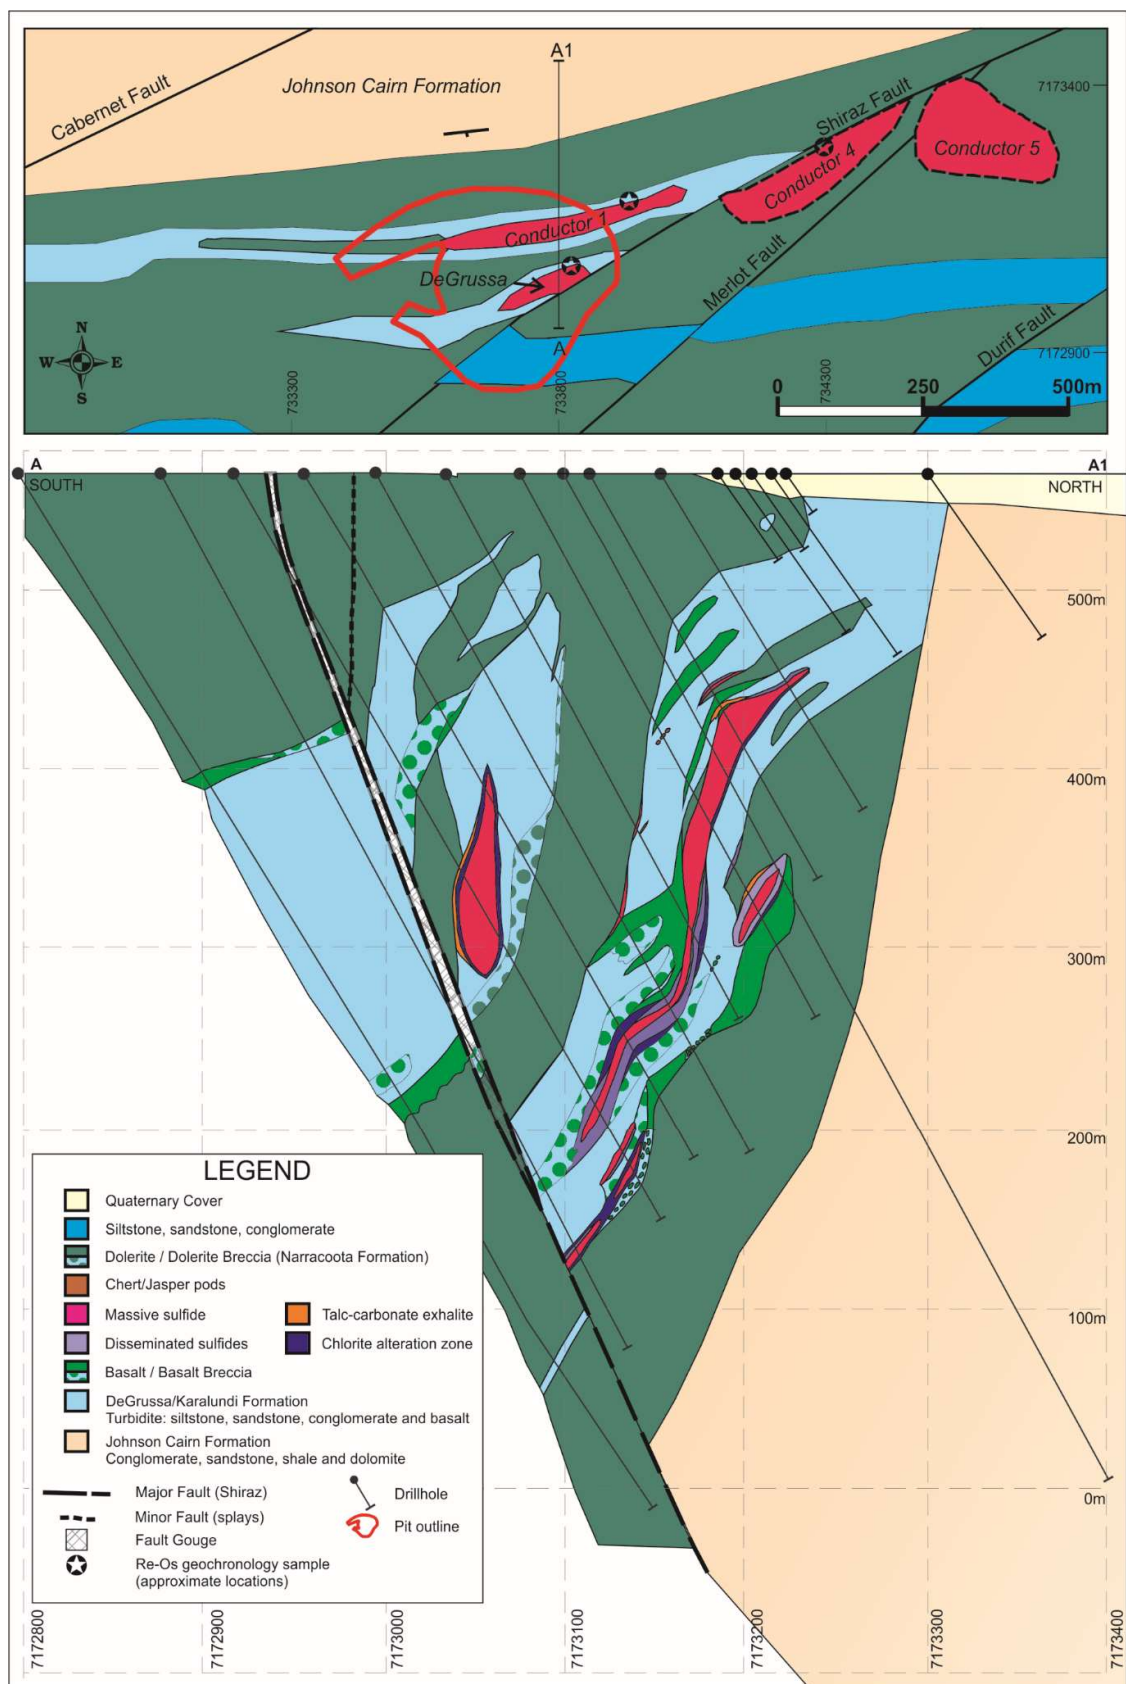 A1
Cabernet Fault
Johnson Cairn Formation
7173400
Shiraz Fault
Conductor 5
Conductor 4
Conductor 1
DeGrussa
Merlot Fault
Durif Fault
A
7172900
N
W E
S
733300
733800
734300
0 250 500m
A A1
SOUTH NORTH
500m
400m
300m
200m
100m
0m
LEGEND
Quaternary Cover
Siltstone, sandstone, conglomerate
Dolerite / Dolerite Breccia (Narracoota Formation)
Chert/Jasper pods
Massive sulfide Talc-carbonate exhalite
Disseminated sulfides Chlorite alteration zone
Basalt / Basalt Breccia
DeGrussa/Karalundi Formation
Turbidite: siltstone, sandstone, conglomerate and basalt
Johnson Cairn Formation
Conglomerate, sandstone, shale and dolomite
Major Fault (Shiraz) Drillhole
Minor Fault (splays)
Fault Gouge Pit outline
Re-Os geochronology sample
(approximate locations)
7172800
7172900
7173000
7173100
7173200
7173300
7173400